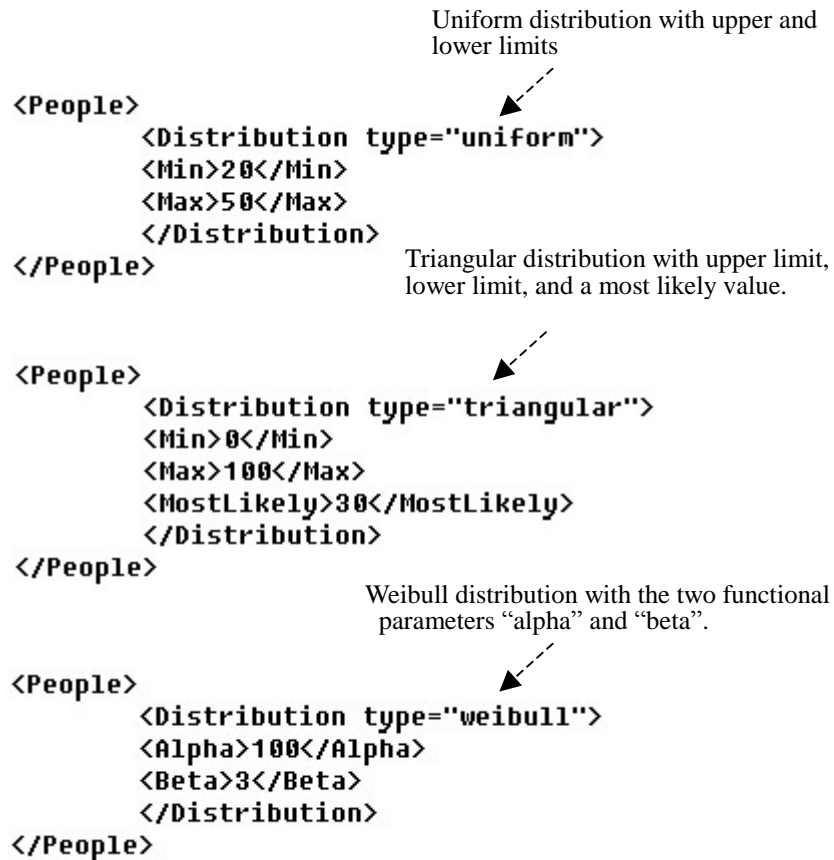 Uniform distribution with upper and
lower limits
<People>
<Distribution type="uniform">
<Min>20</Min>
<Max>50</Max>
</Distribution>
</People>
Triangular distribution with upper limit,
lower limit, and a most likely value.
<People>
<Distribution type="triangular">
<Min>0</Min>
<Max>100</Max>
<MostLikely>30</MostLikely>
</Distribution>
</People>
Weibull distribution with the two functional
parameters “alpha” and “beta”.
<People>
<Distribution type="weibull">
<Alpha>100</Alpha>
<Beta>3</Beta>
</Distribution>
</People>